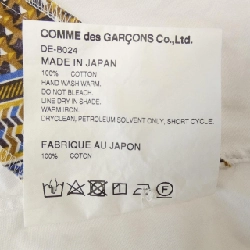 COMME des GARÇONS Co., Ltd.
DE-B024
MADE IN JAPAN
100% COTTON
HAND WASH WARM.
DO NOT BLEACH.
LINE DRY IN SHADE.
WARM IRON.
DRYCLEAN, PETROLEUM SOLVENT ONLY, SHORT CYCLE.
FABRIQUE AU JAPON
100% COTON